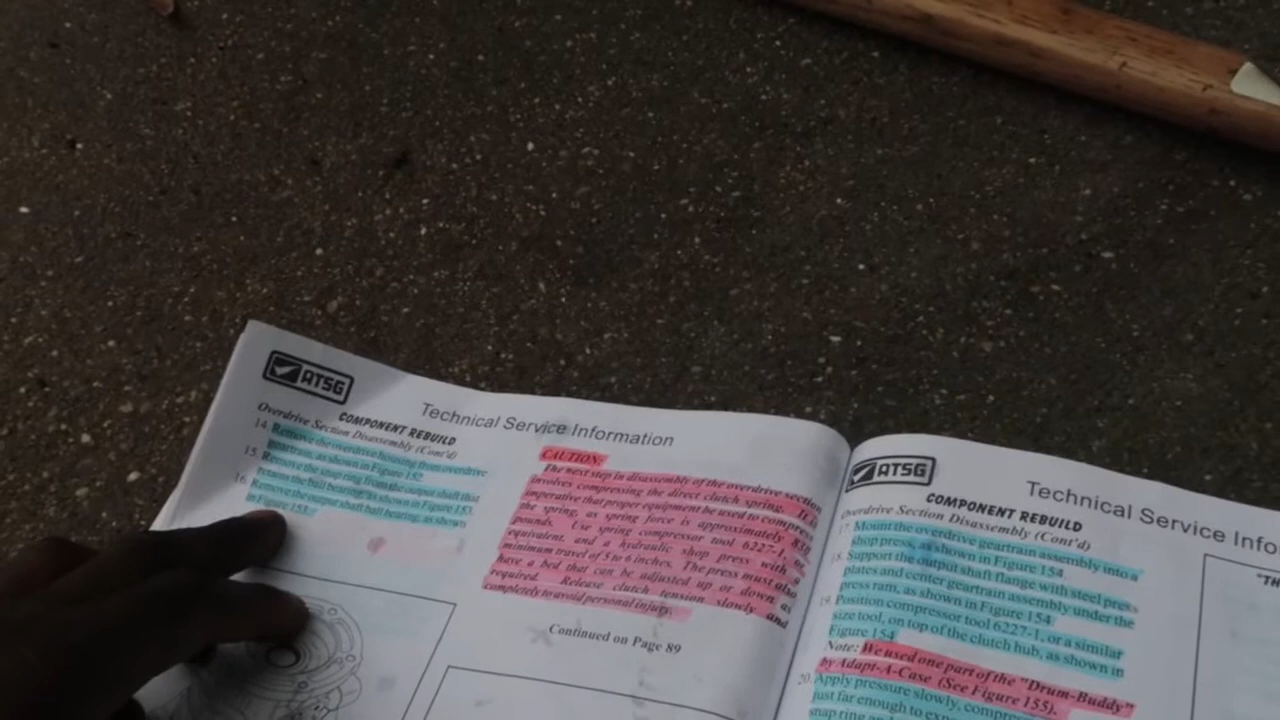 ATSG
Technical Service Information
COMPONENT REBUILD
Overdrive Section Disassembly (Cont'd)
14. Remove the overdrive housing from overdrive
geartrain, as shown in Figure 152.
15. Remove the snap ring from the output shaft that
retains the ball bearing, as shown in Figure 153.
16. Remove the output shaft ball bearing, as shown
in Figure 153.
CAUTION:
The next step in disassembly of the overdrive section
involves compressing the direct clutch spring. It is
imperative that proper equipment be used to compress
the spring, as spring force is approximately
pounds. Use spring compressor tool 6227-1, or
equivalent, and a hydraulic shop press with a
minimum travel of 5 to 6 inches. The press must also
have a bed that can be adjusted up or down as
required. Release clutch tension slowly and
completely to avoid personal injury.
Continued on Page 89
ATSG
Technical Service Info
COMPONENT REBUILD
Overdrive Section Disassembly (Cont'd)
17. Mount the overdrive geartrain assembly into a
shop press, as shown in Figure 154.
18. Support the output shaft flange with steel press
plates and center geartrain assembly under the
press ram, as shown in Figure 154.
19. Position compressor tool 6227-1, or a similar
size tool, on top of the clutch hub, as shown in
Figure 154.
Note: We used one part of the "Drum-Buddy"
by Adapt-A-Case (See Figure 155).
20. Apply pressure slowly, compress
just far enough to
snap ring and
"TH